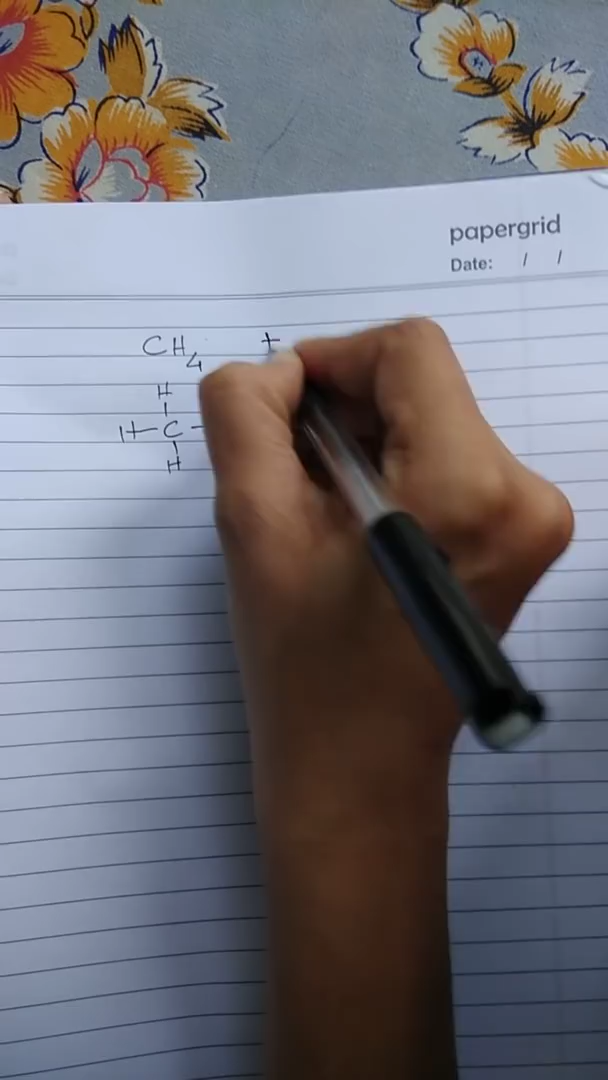 papergrid
Date: / /
CH4 +
H
H-C-
H